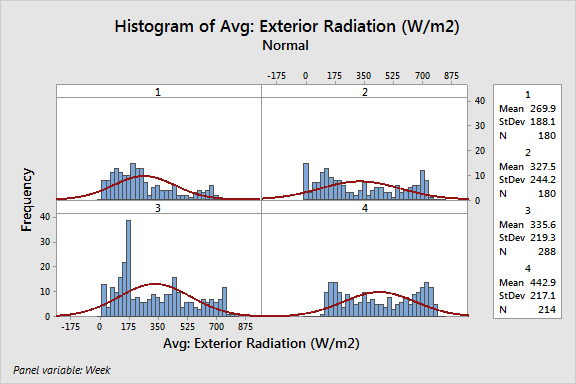 Histogram of Avg: Exterior Radiation (W/m2)
Normal
-175 0 175 350 525 700 875
1 2
40
30
20
10
0
3 4
40
30
20
10
0
-175 0 175 350 525 700 875
Frequency
Avg: Exterior Radiation (W/m2)
1
Mean 269.9
StDev 188.1
N 180
2
Mean 327.5
StDev 244.2
N 180
3
Mean 335.6
StDev 219.3
N 288
4
Mean 442.9
StDev 217.1
N 214
Panel variable: Week